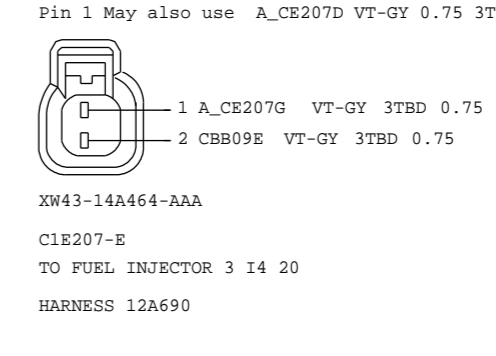 Pin 1 May also use A_CE207D VT-GY 0.75 3T
1 A_CE207G VT-GY 3TBD 0.75
2 CBB09E VT-GY 3TBD 0.75
XW43-14A464-AAA
C1E207-E
TO FUEL INJECTOR 3 I4 20
HARNESS 12A690